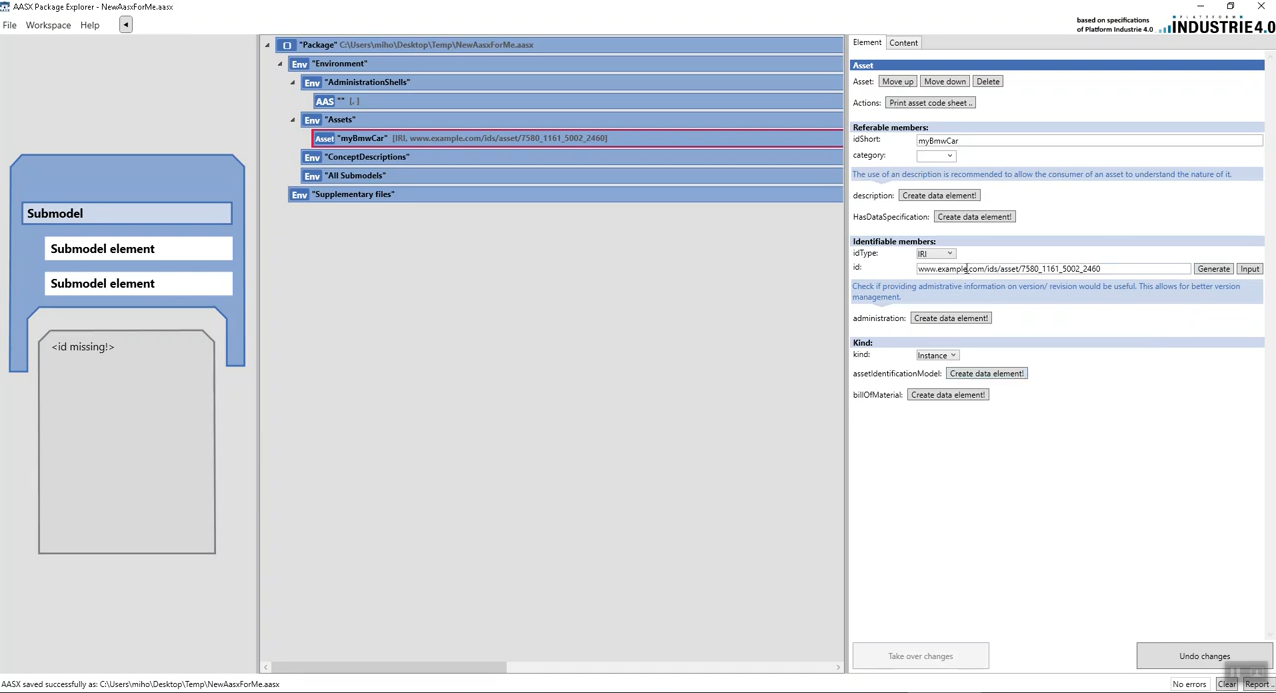 AASX Package Explorer - NewAasxForMe.aasx
File Workspace Help
based on specifications
of Platform Industrie 4.0
PLATTFORM
INDUSTRIE4.0
Submodel
Submodel element
Submodel element
<id missing!>
"Package" C:\Users\miho\Desktop\Temp\NewAasxForMe.aasx
Env "Environment"
Env "AdministrationShells"
AAS "" [, ]
Env "Assets"
Asset "myBmwCar" [IRI, www.example.com/ids/asset/7580_1161_5002_2460]
Env "ConceptDescriptions"
Env "All Submodels"
Env "Supplementary files"
Element Content
Asset
Asset: Move up Move down Delete
Actions: Print asset code sheet ..
Referable members:
idShort: myBmwCar
category:
The use of an description is recommended to allow the consumer of an asset to understand the nature of it.
description: Create data element!
HasDataSpecification: Create data element!
Identifiable members:
idType: IRI
id: www.example.com/ids/asset/7580_1161_5002_2460 Generate Input
Check if providing admistrative information on version/ revision would be useful. This allows for better version
management.
administration: Create data element!
Kind:
kind: Instance
assetIdentificationModel: Create data element!
billOfMaterial: Create data element!
Take over changes Undo changes
AASX saved successfully as: C:\Users\miho\Desktop\Temp\NewAasxForMe.aasx
No errors Clear Report ..